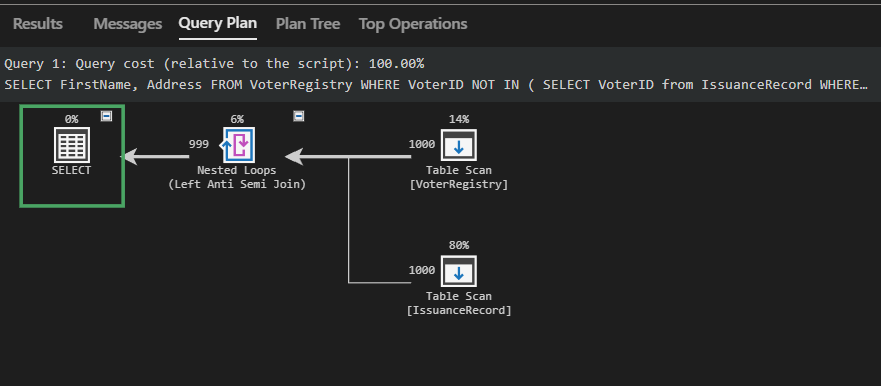 Results Messages Query Plan Plan Tree Top Operations
Query 1: Query cost (relative to the script): 100.00%
SELECT FirstName, Address FROM VoterRegistry WHERE VoterID NOT IN ( SELECT VoterID from IssuanceRecord WHERE…
0% 6% 14%
999 1000
SELECT Nested Loops Table Scan
(Left Anti Semi Join) [VoterRegistry]
80%
1000
Table Scan
[IssuanceRecord]